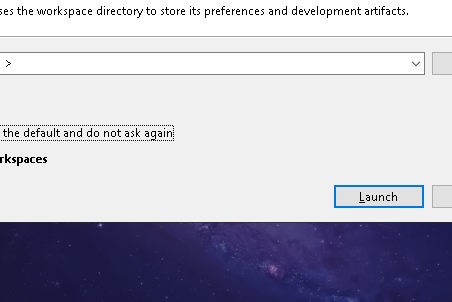 ses the workspace directory to store its preferences and development artifacts.
>
the default and do not ask again
rkspaces
Launch